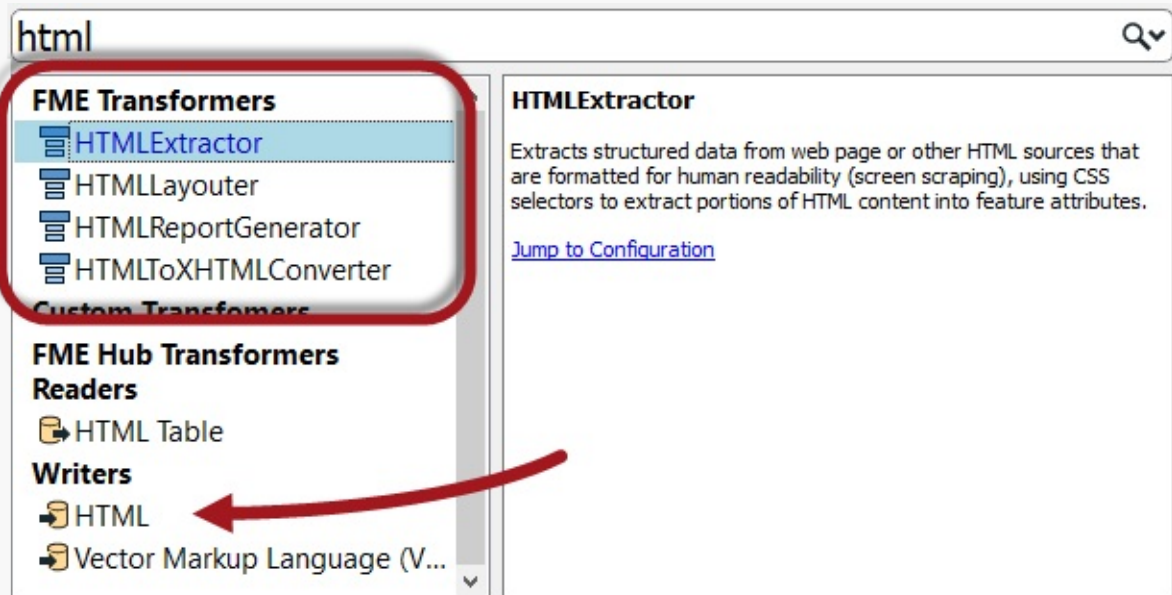 html
FME Transformers
HTMLExtractor
HTMLLayouter
HTMLReportGenerator
HTMLToXHTMLConverter
Custom Transfomers
FME Hub Transformers
Readers
HTML Table
Writers
HTML
Vector Markup Language (V...
HTMLExtractor
Extracts structured data from web page or other HTML sources that
are formatted for human readability (screen scraping), using CSS
selectors to extract portions of HTML content into feature attributes.
Jump to Configuration